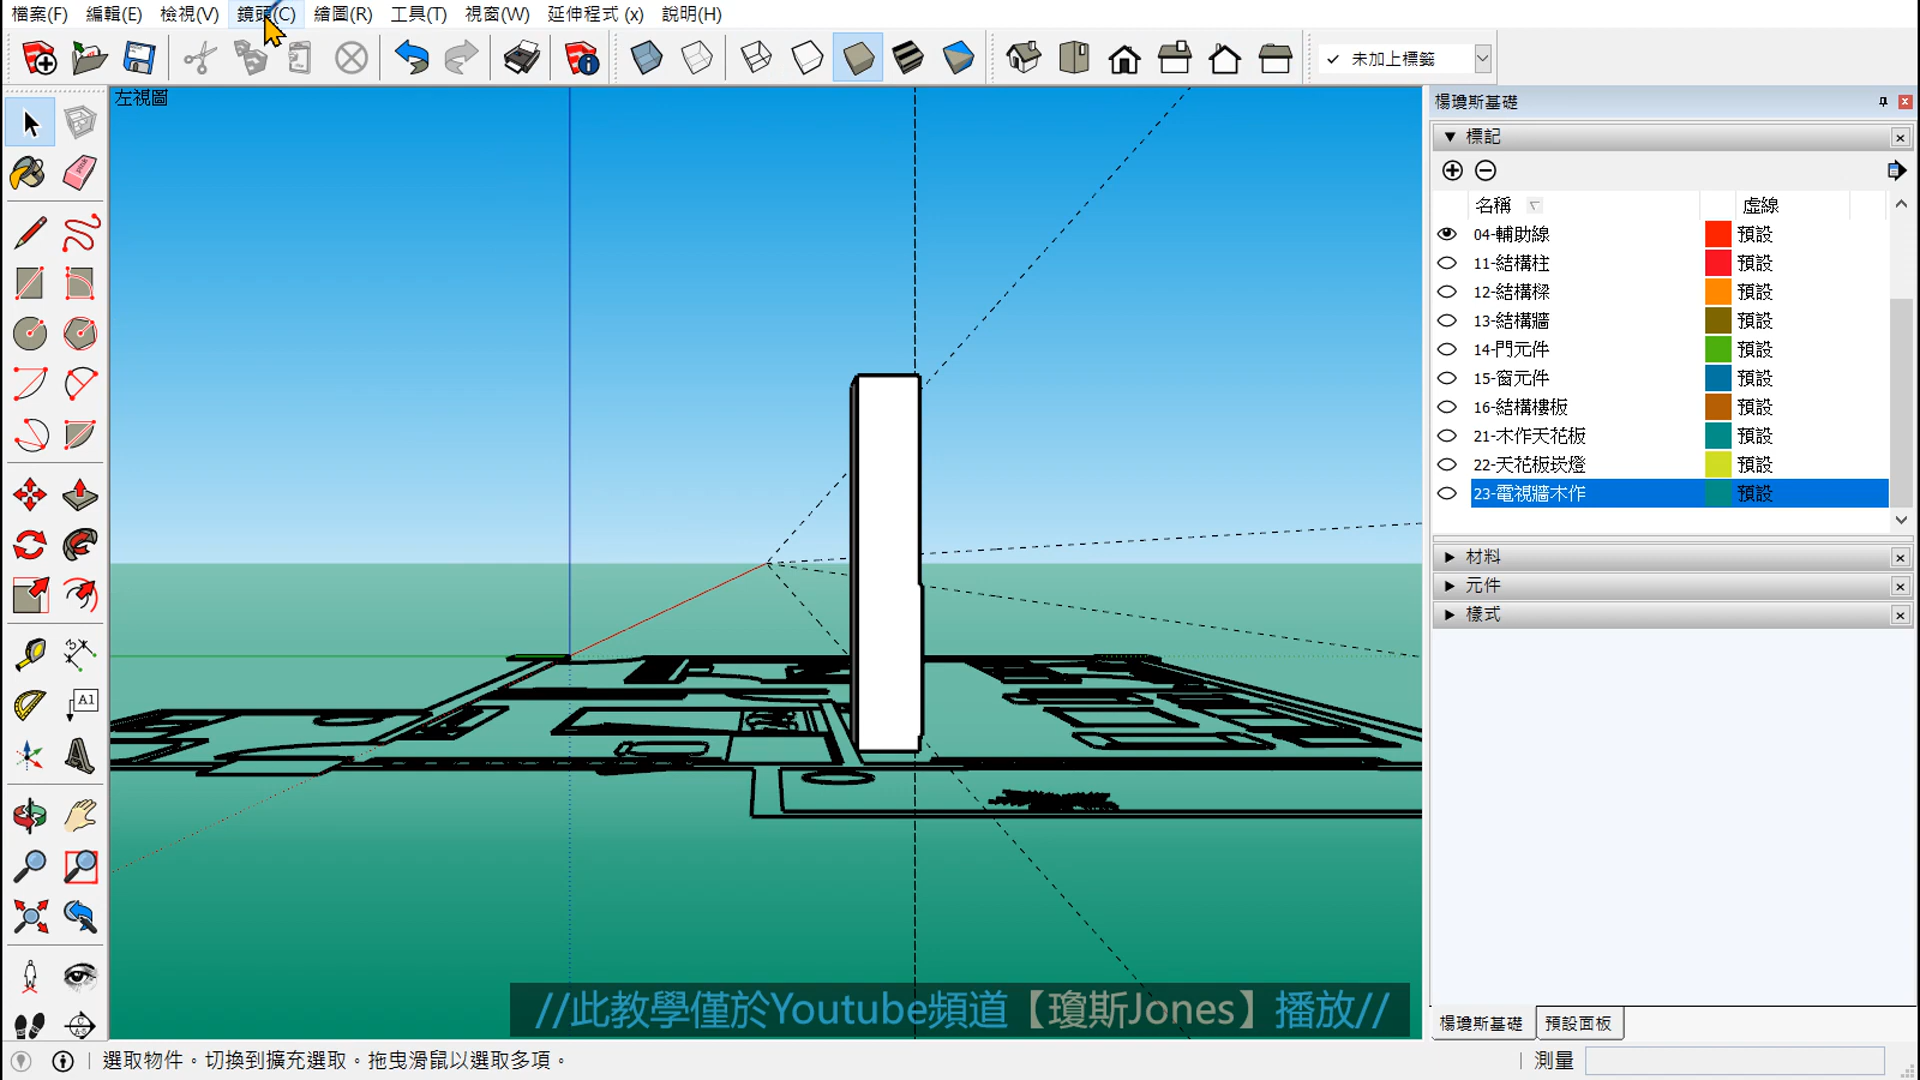 檔案(F) 編輯(E) 檢視(V) 鏡頭(C) 繪圖(R) 工具(T) 視窗(W) 延伸程式 (x) 說明(H)
未加上標籤
左視圖
楊瓊斯基礎
標記
名稱 虛線
04-輔助線 預設
11-結構柱 預設
12-結構樑 預設
13-結構牆 預設
14-門元件 預設
15-窗元件 預設
16-結構樓板 預設
21-木作天花板 預設
22-天花板崁燈 預設
23-電視牆木作 預設
材料
元件
樣式
A1
//此教學僅於Youtube頻道【瓊斯Jones】播放//
楊瓊斯基礎 預設面板
選取物件。切換到擴充選取。拖曳滑鼠以選取多項。
測量